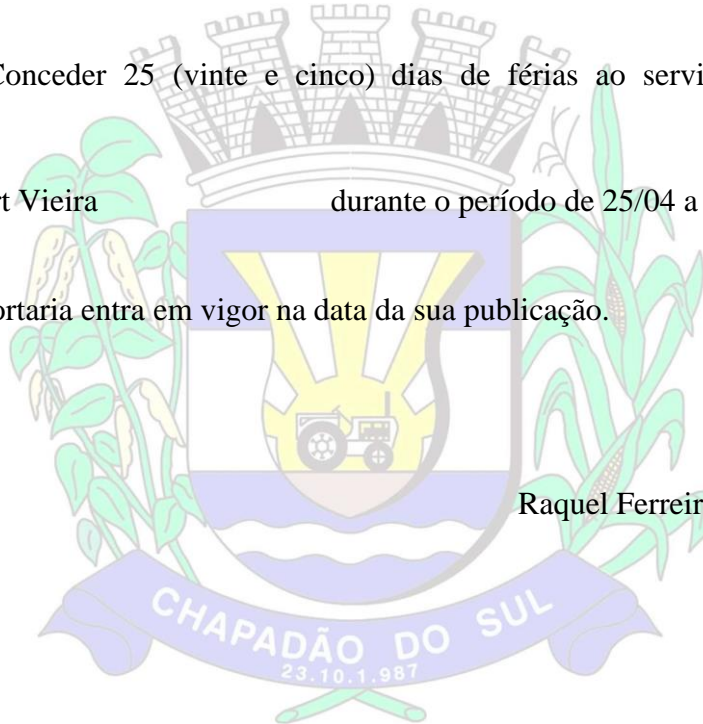 Conceder 25 (vinte e cinco) dias de férias ao servi
rt Vieira durante o período de 25/04 a
ortaria entra em vigor na data da sua publicação.
Raquel Ferreir
CHAPADÃO DO SUL
23.10.1.987